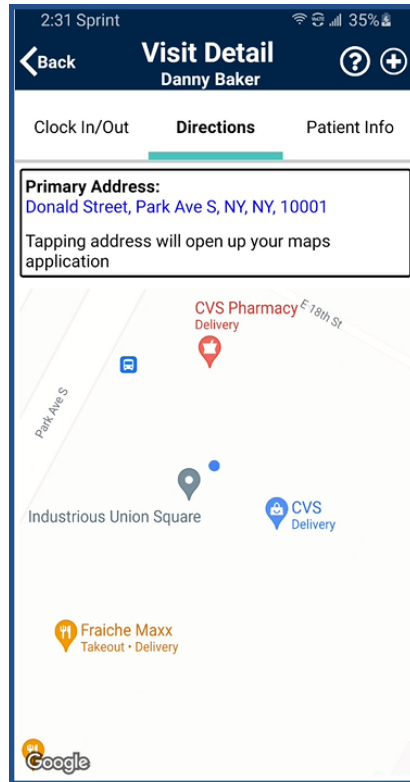 2:31 Sprint 35%
Back Visit Detail ?
Danny Baker
Clock In/Out Directions Patient Info
Primary Address:
Donald Street, Park Ave S, NY, NY, 10001
Tapping address will open up your maps
application
CVS Pharmacy
Delivery
E 18th St
Park Ave S
Industrious Union Square
CVS
Delivery
Fraiche Maxx
Takeout • Delivery
Google